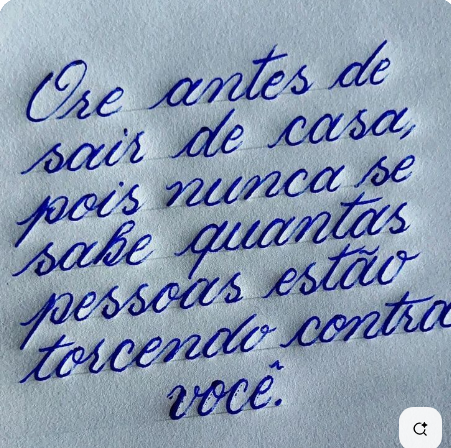 Ore antes de
sair de casa,
pois nunca se
sabe quantas
pessoas estão
torcendo contra
você.